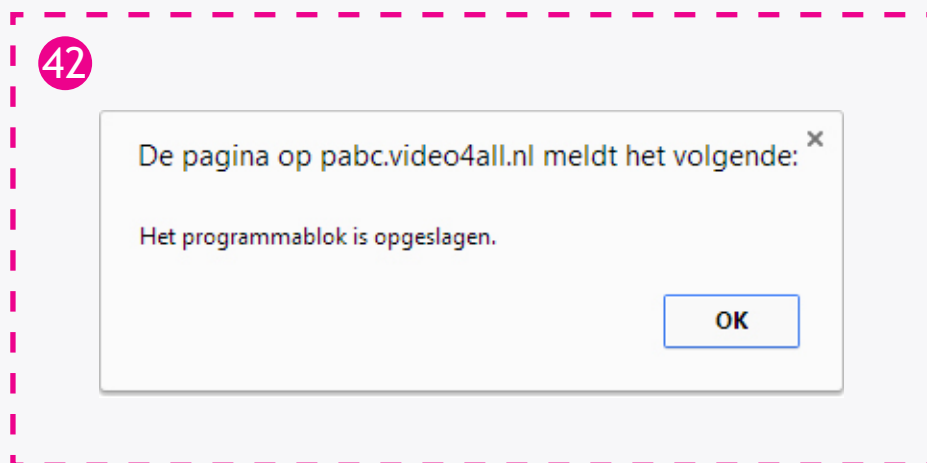 42
De pagina op pabc.video4all.nl meldt het volgende:
Het programmablok is opgeslagen.
OK